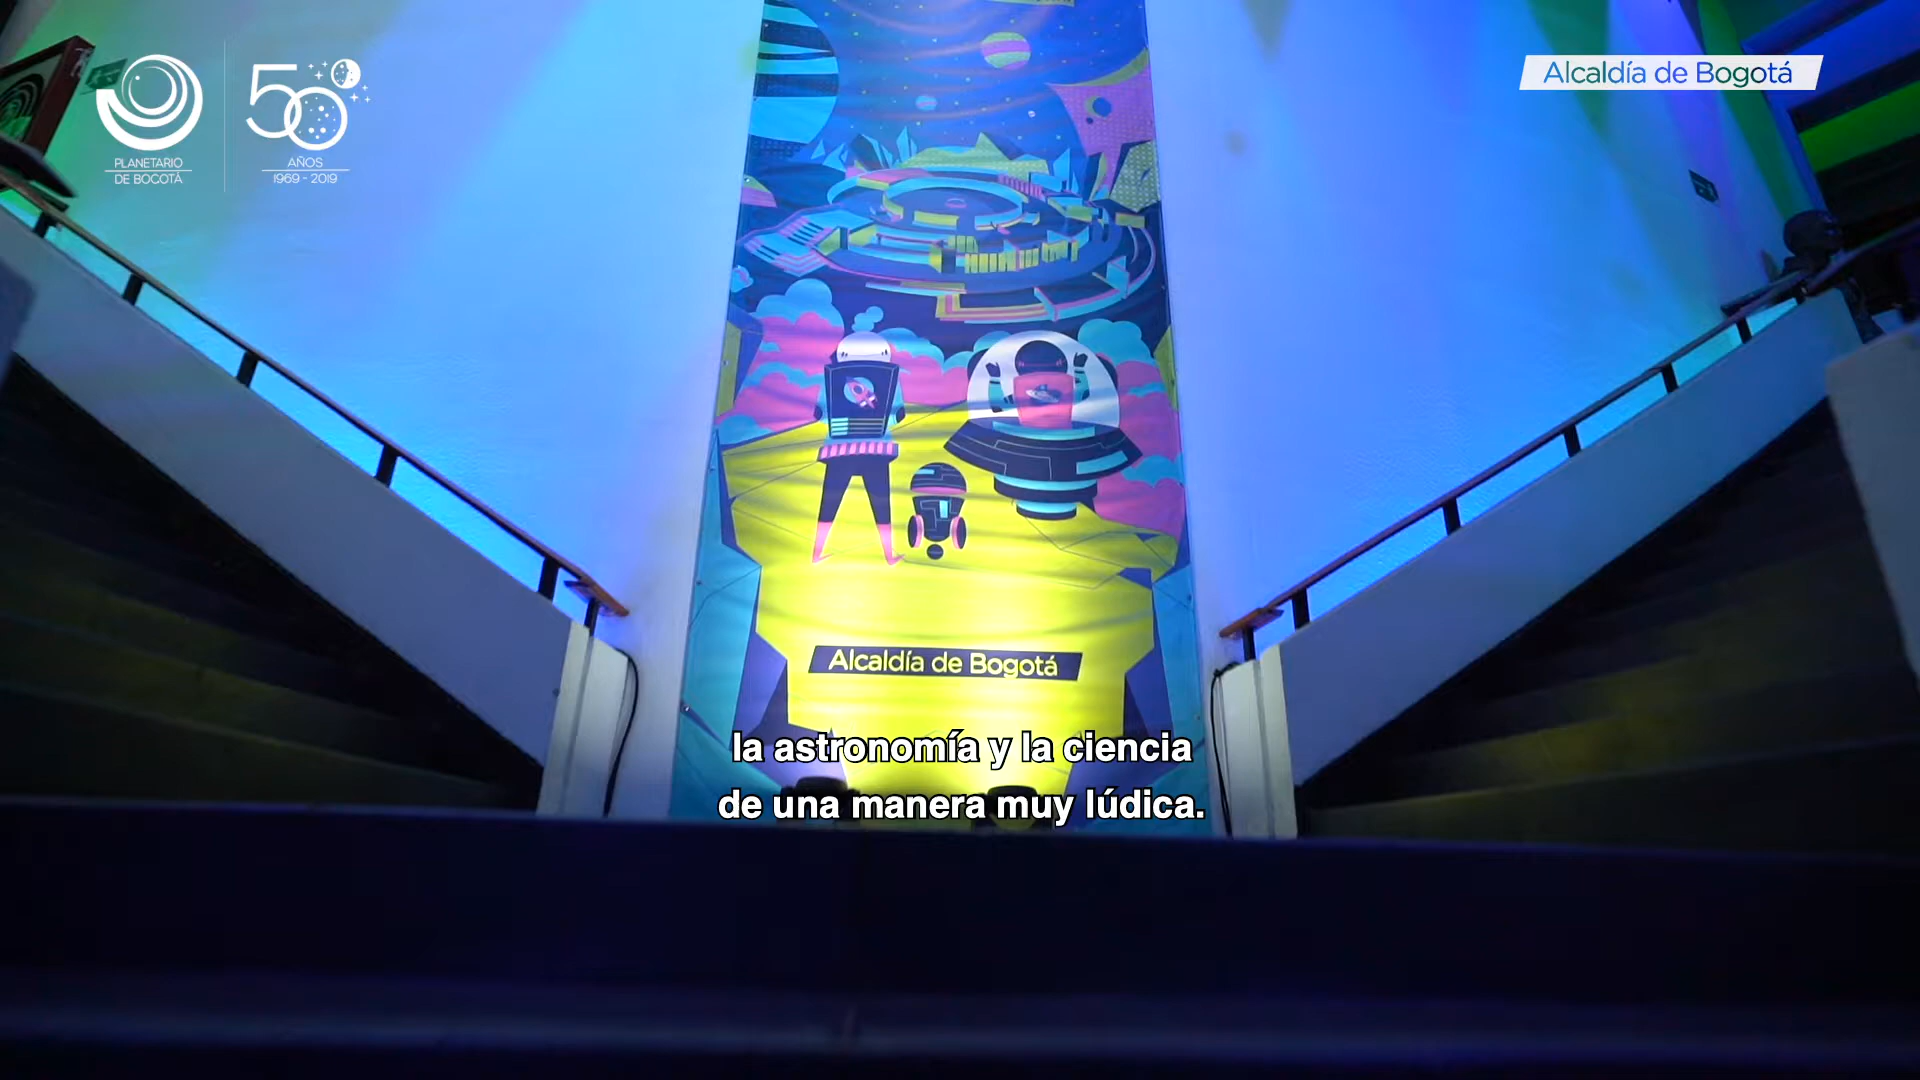 50
PLANETARIO
DE BOGOTÁ
AÑOS
1969 - 2019
Alcaldía de Bogotá
Alcaldía de Bogotá
la astronomía y la ciencia
de una manera muy lúdica.